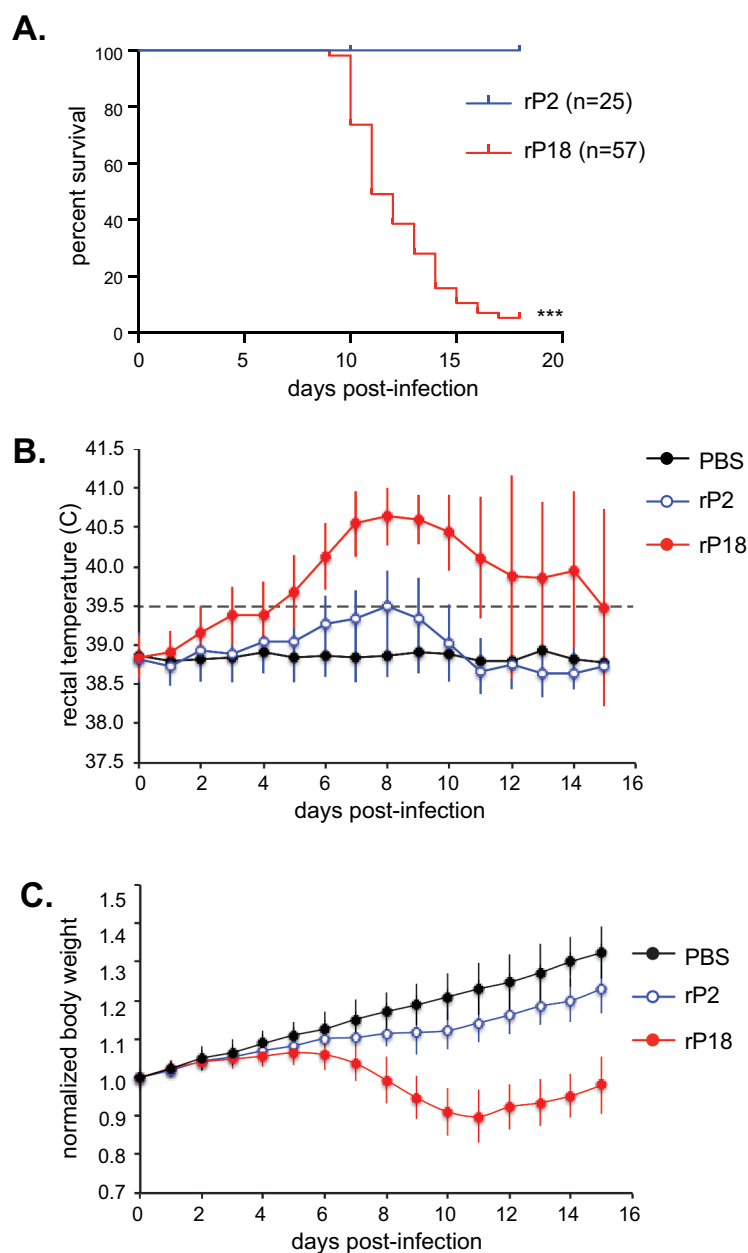 A.
percent survival
100
80
60
40
20
0
0 5 10 15 20
days post-infection
rP2 (n=25)
rP18 (n=57)
***
B.
rectal temperature (C)
41.5
41.0
40.5
40.0
39.5
39.0
38.5
38.0
37.5
0 2 4 6 8 10 12 14 16
days post-infection
PBS
rP2
rP18
C.
normalized body weight
1.5
1.4
1.3
1.2
1.1
1.0
0.9
0.8
0.7
0 2 4 6 8 10 12 14 16
days post-infection
PBS
rP2
rP18